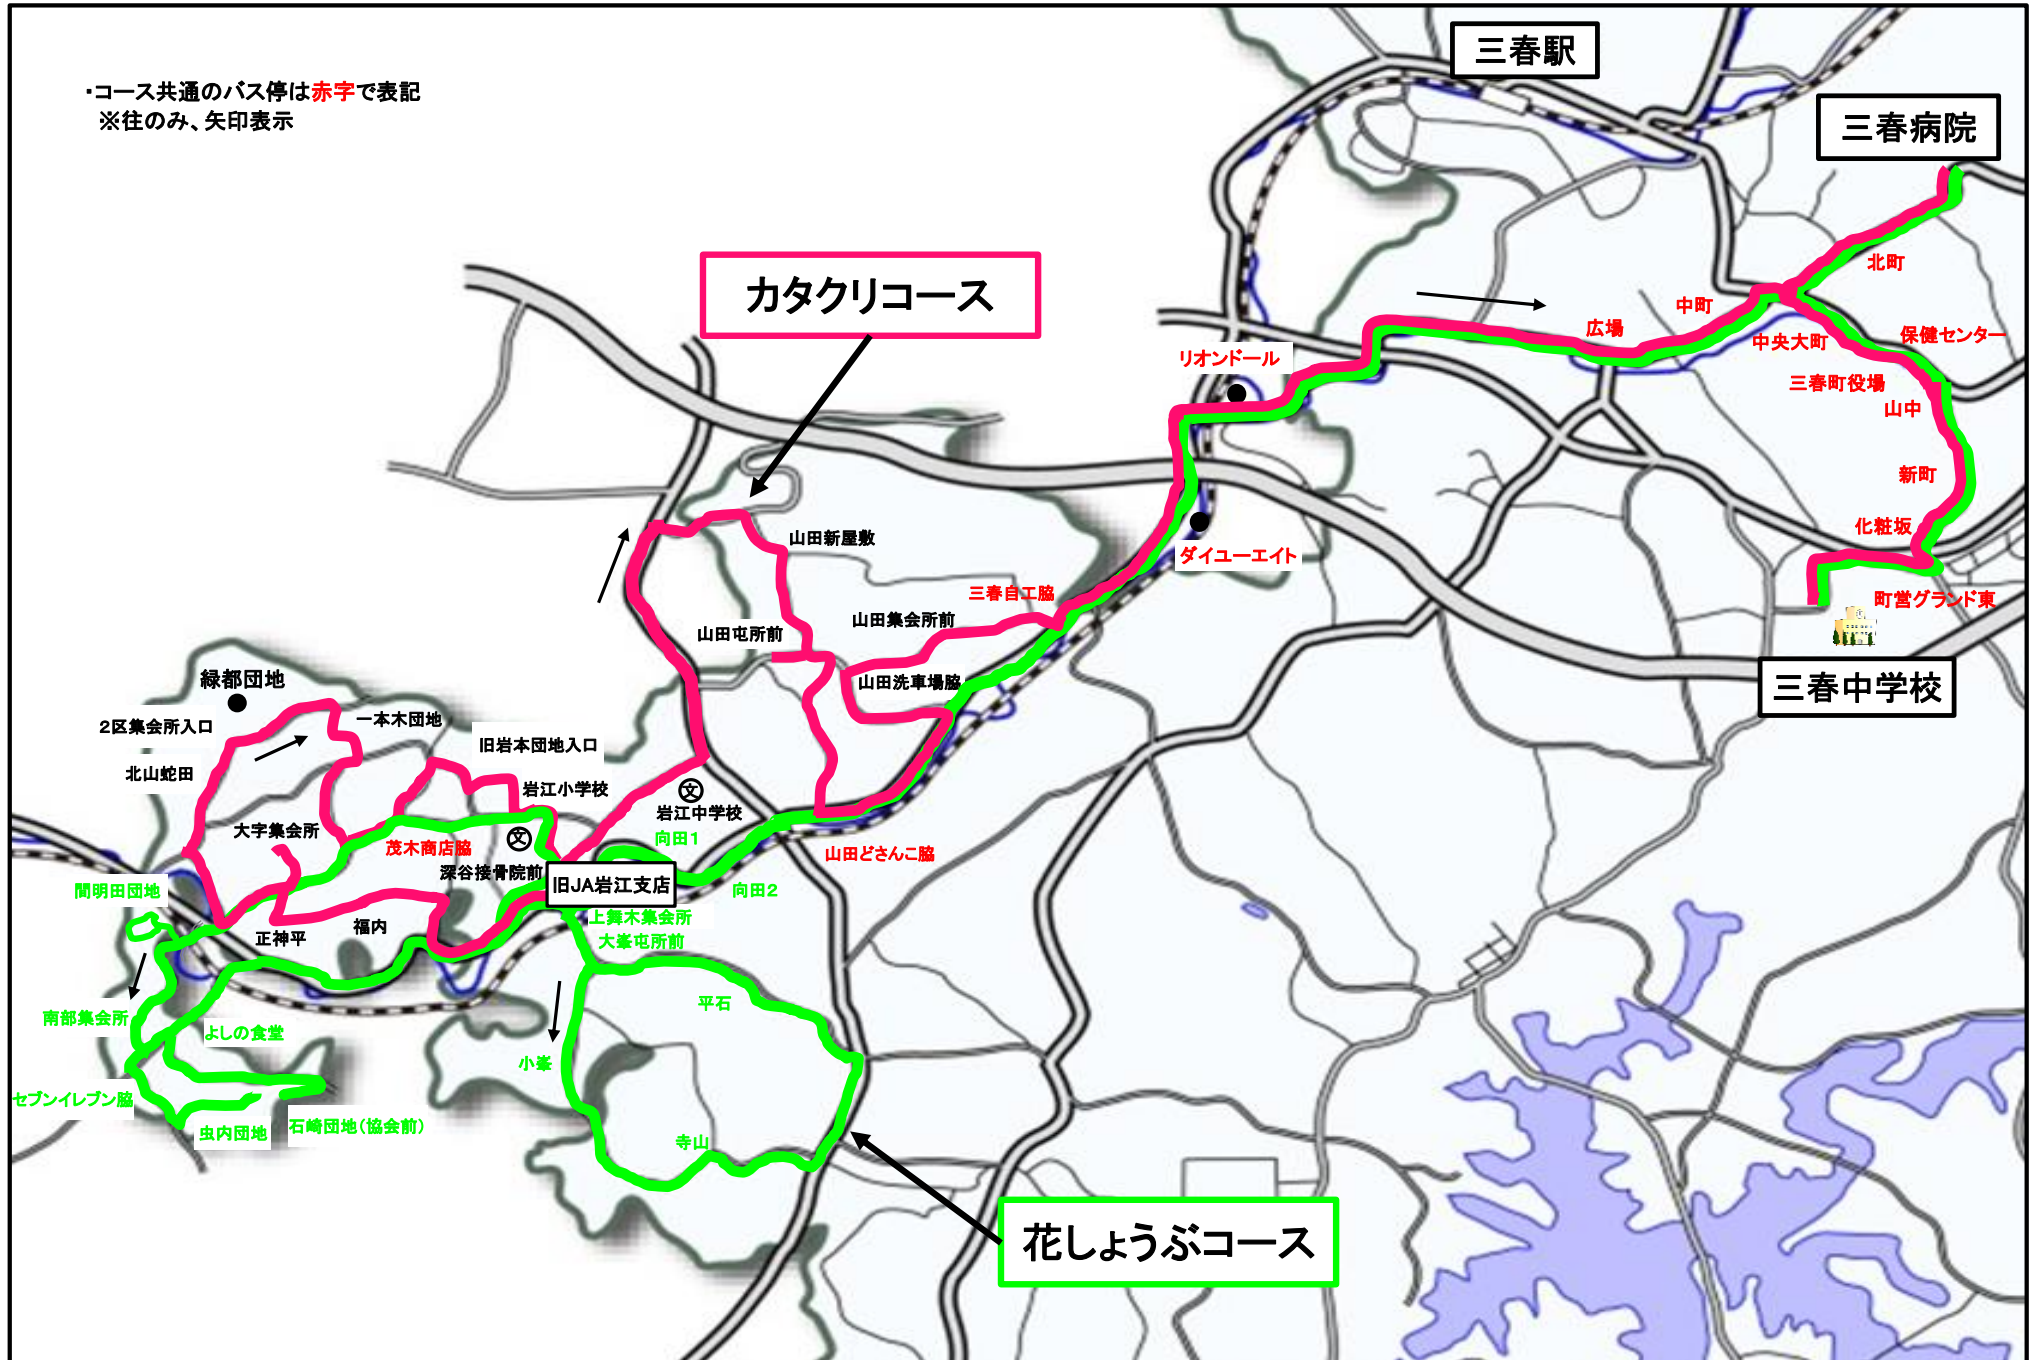 ・コース共通のバス停は赤字で表記
※往のみ、矢印表示
三春駅
三春病院
カタクリコース
北町
中町
広場
中央大町
保健センター
リオンドール
三春町役場
山中
新町
化粧坂
ダイユーエイト
町営グランド東
三春中学校
山田新屋敷
三春自工脇
山田集会所前
山田屯所前
山田洗車場脇
緑都団地
一本木団地
2区集会所入口
旧岩本団地入口
北山蛇田
岩江小学校
文
岩江中学校
大字集会所
向田1
文
茂木商店脇
山田どさんこ脇
深谷接骨院前
旧JA岩江支店
向田2
間明田団地
上舞木集会所
大峯屯所前
福内
正神平
平石
南部集会所
よしの食堂
小峯
セブンイレブン脇
虫内団地
石崎団地(協会前)
寺山
花しょうぶコース